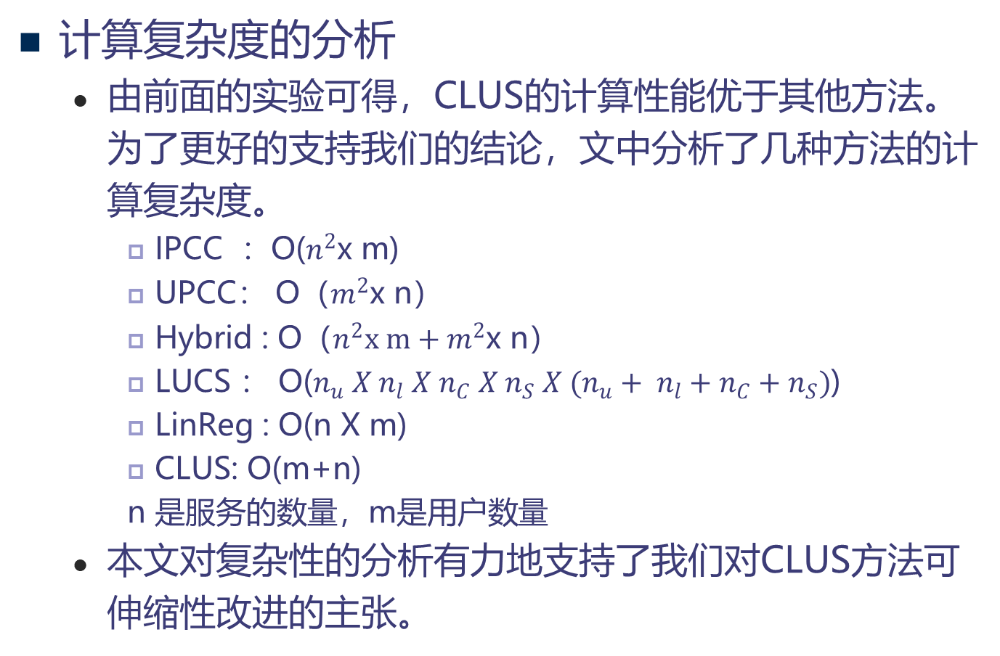 计算复杂度的分析
由前面的实验可得，CLUS的计算性能优于其他方法。
为了更好的支持我们的结论，文中分析了几种方法的计
算复杂度。
IPCC ：O(n²x m)
UPCC： O（m²x n）
Hybrid : O（n²x m + m²x n）
LUCS： O(n_u X n_l X n_C X n_S X (n_u + n_l + n_C + n_S))
LinReg : O(n X m)
CLUS: O(m+n)
n 是服务的数量，m是用户数量
本文对复杂性的分析有力地支持了我们对CLUS方法可
伸缩性改进的主张。